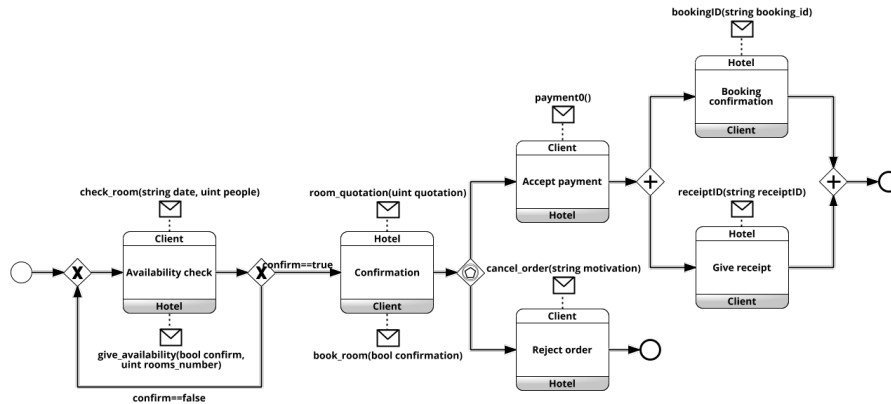 bookingID(string booking_id)
Hotel
Booking
confirmation
Client
payment0()
Client
Accept payment
Hotel
check_room(string date, uint people)
Client
Availability check
Hotel
give_availability(bool confirm,
uint rooms_number)
X
X
confirm==true
confirm==false
room_quotation(uint quotation)
Hotel
Confirmation
Client
book_room(bool confirmation)
receiptID(string receiptID)
Hotel
Give receipt
Client
cancel_order(string motivation)
Client
Reject order
Hotel